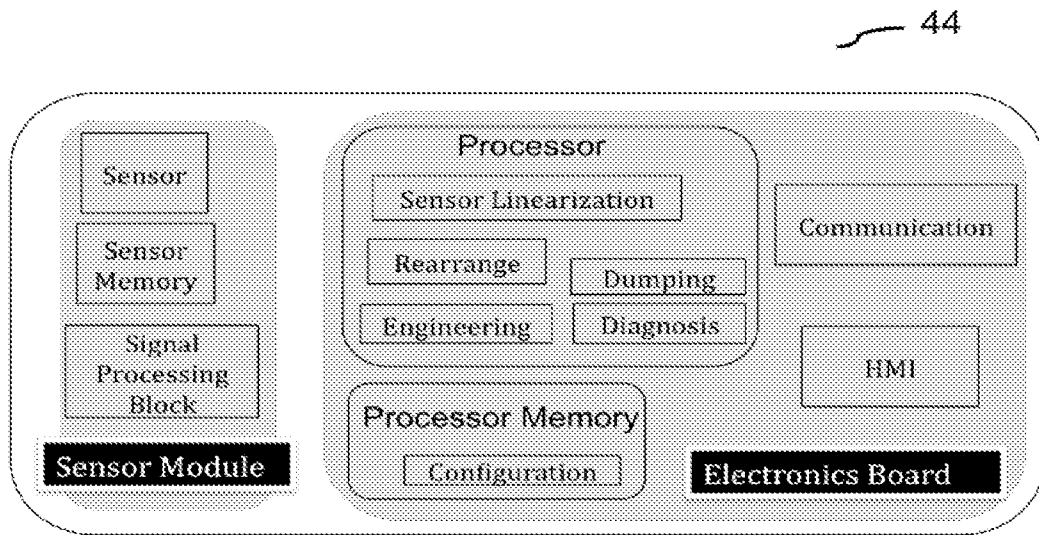 44
Sensor
Sensor
Memory
Signal
Processing
Block
Sensor Module
Processor
Sensor Linearization
Rearrange
Dumping
Engineering
Diagnosis
Processor Memory
Configuration
Communication
HMI
Electronics Board